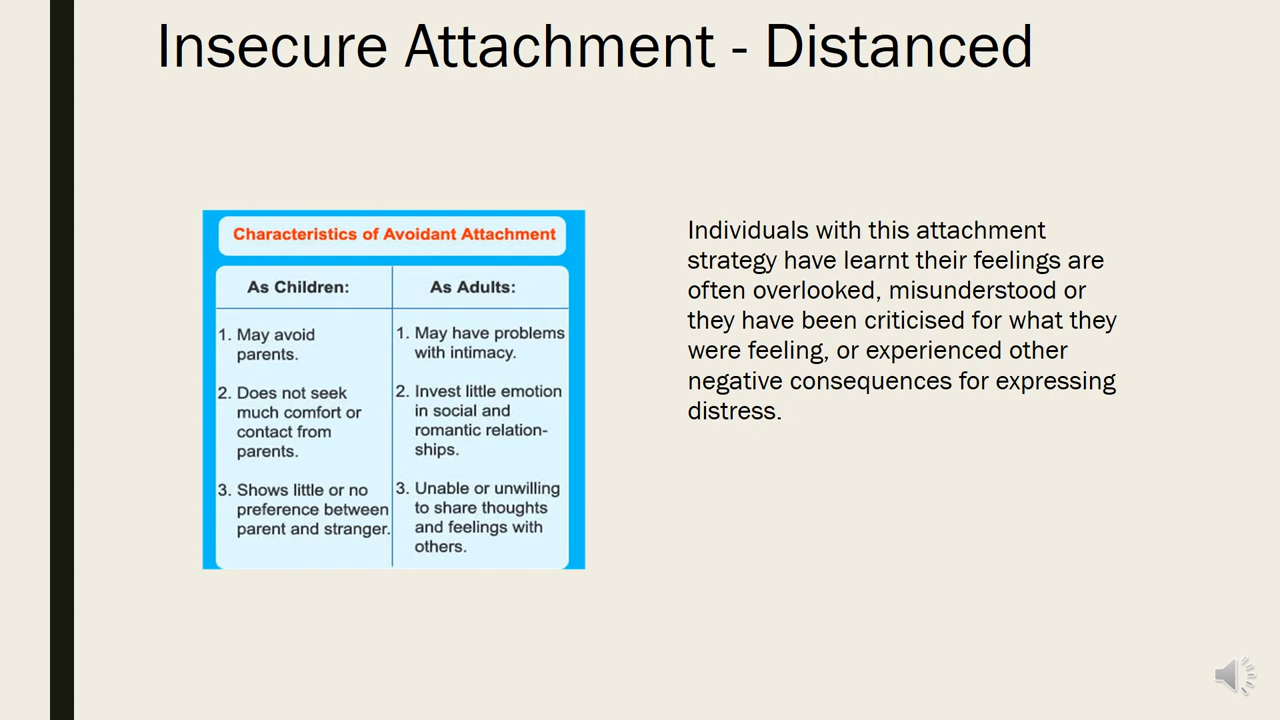 Insecure Attachment - Distanced
Characteristics of Avoidant Attachment
As Children:
1. May avoid
parents.
2. Does not seek
much comfort or
contact from
parents.
3. Shows little or no
preference between
parent and stranger.
As Adults:
1. May have problems
with intimacy.
2. Invest little emotion
in social and
romantic relation-
ships.
3. Unable or unwilling
to share thoughts
and feelings with
others.
Individuals with this attachment
strategy have learnt their feelings are
often overlooked, misunderstood or
they have been criticised for what they
were feeling, or experienced other
negative consequences for expressing
distress.